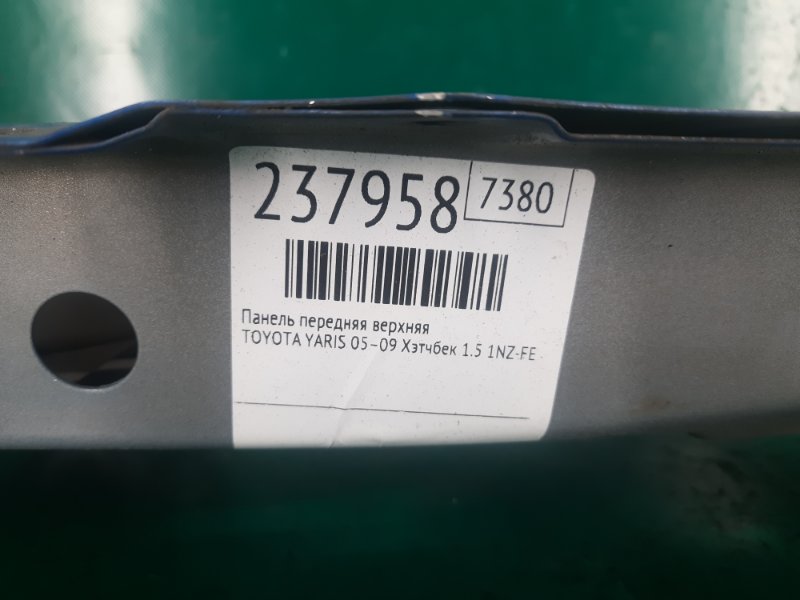 237958
7380
Панель передняя верхняя
TOYOTA YARIS 05-09 Хэтчбек 1.5 1NZ-FE